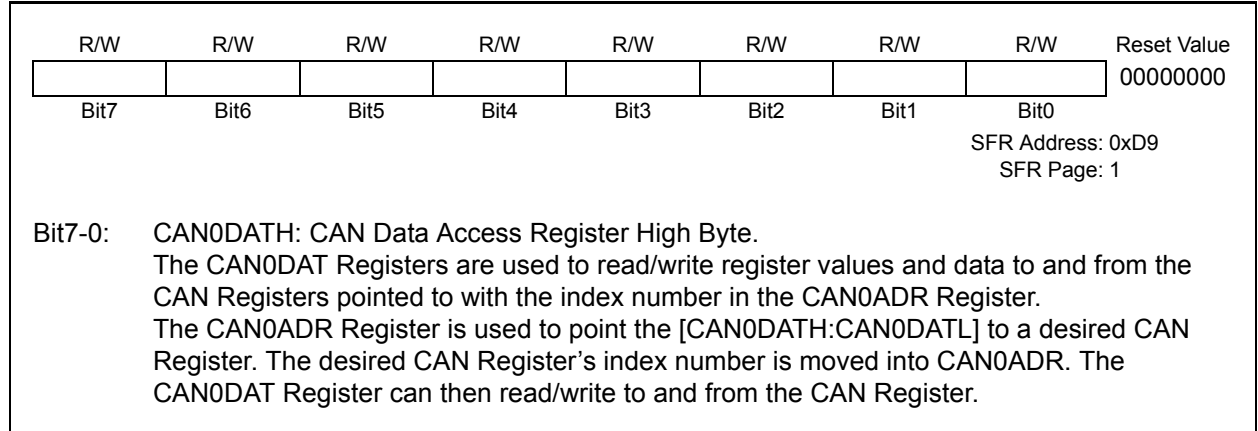 R/W R/W R/W R/W R/W R/W R/W R/W Reset Value
00000000
Bit7 Bit6 Bit5 Bit4 Bit3 Bit2 Bit1 Bit0
SFR Address: 0xD9
SFR Page: 1
Bit7-0: CAN0DATH: CAN Data Access Register High Byte.
The CAN0DAT Registers are used to read/write register values and data to and from the
CAN Registers pointed to with the index number in the CAN0ADR Register.
The CAN0ADR Register is used to point the [CAN0DATH:CAN0DATL] to a desired CAN
Register. The desired CAN Register’s index number is moved into CAN0ADR. The
CAN0DAT Register can then read/write to and from the CAN Register.